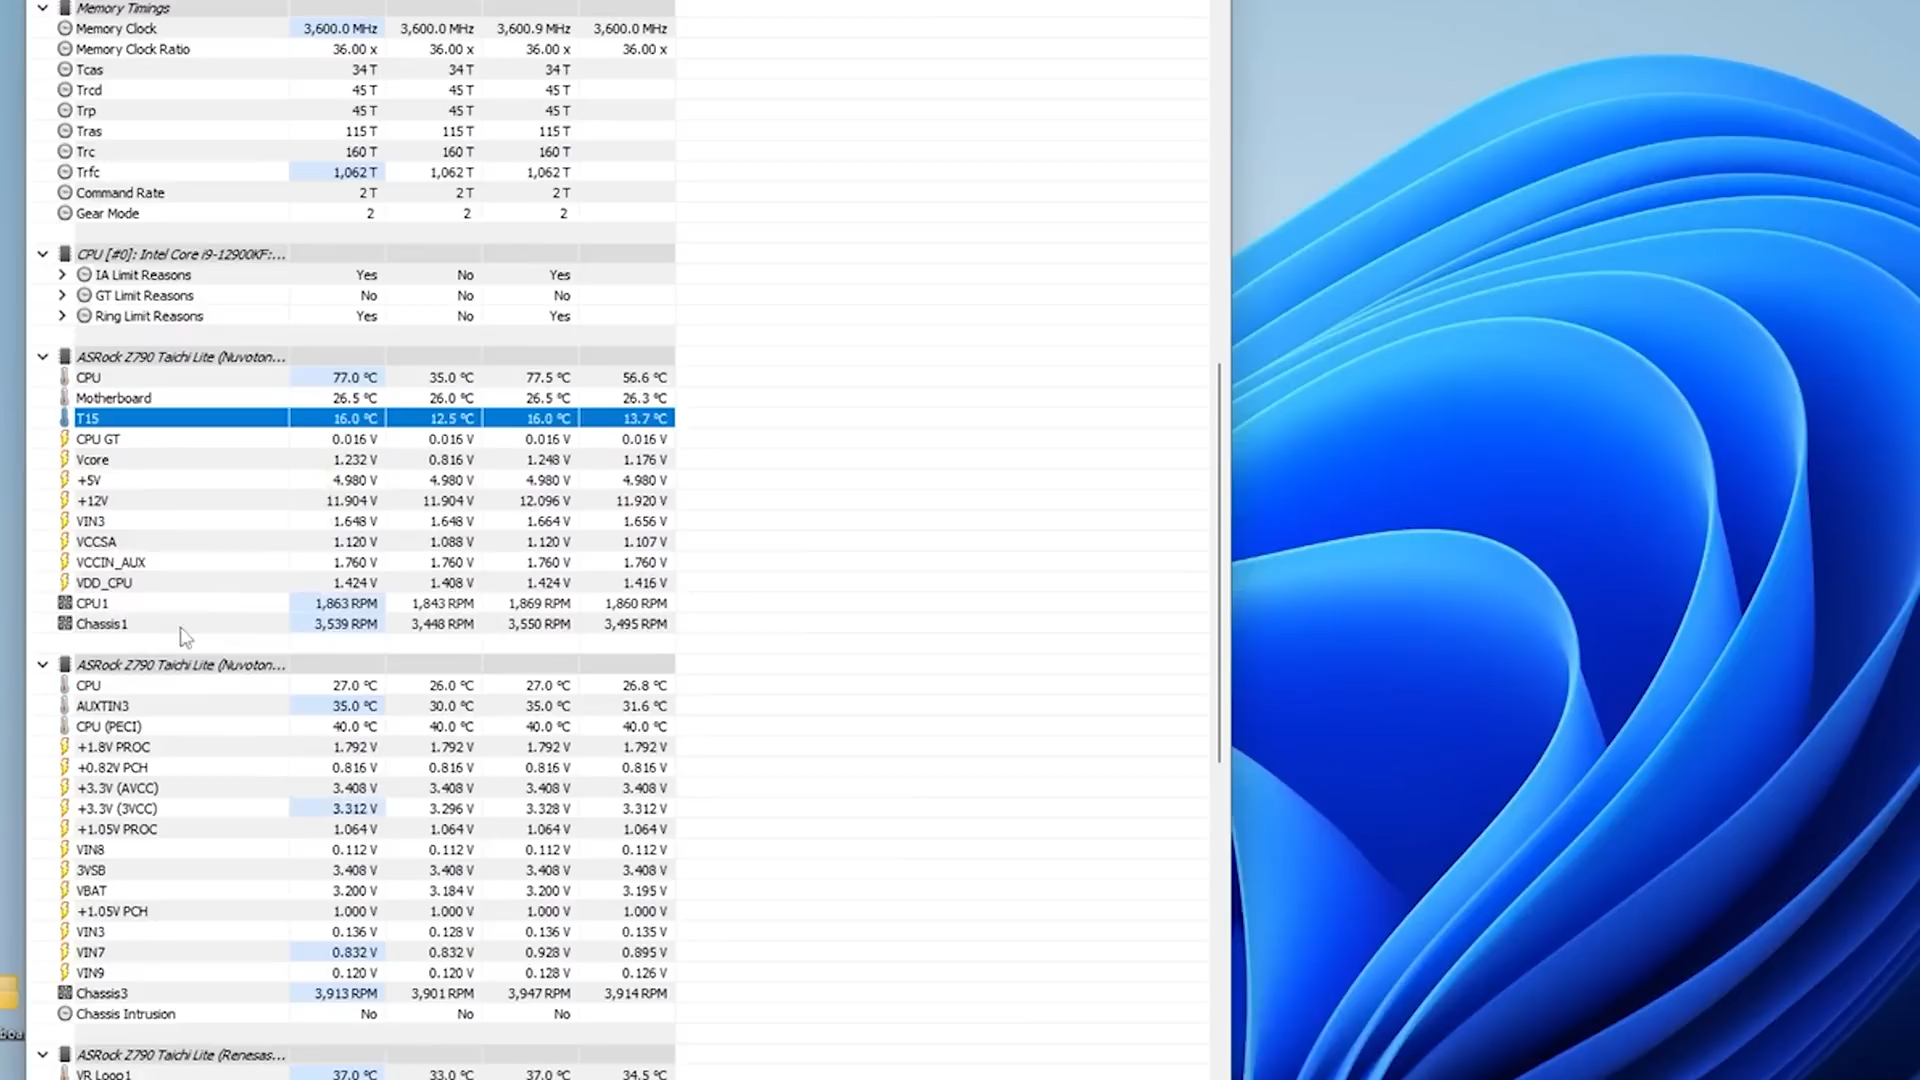 Memory Timings
Memory Clock 3,600.0 MHz 3,600.0 MHz 3,600.9 MHz 3,600.0 MHz
Memory Clock Ratio 36.00 x 36.00 x 36.00 x 36.00 x
Tcas 34 T 34 T 34 T
Trcd 45 T 45 T 45 T
Trp 45 T 45 T 45 T
Tras 115 T 115 T 115 T
Trc 160 T 160 T 160 T
Trfc 1,062 T 1,062 T 1,062 T
Command Rate 2 T 2 T 2 T
Gear Mode 2 2 2
CPU [#0]: Intel Core i9-12900KF:...
IA Limit Reasons Yes No Yes
GT Limit Reasons No No No
Ring Limit Reasons Yes No Yes
ASRock Z790 Taichi Lite (Nuvoton...
CPU 77.0 °C 35.0 °C 77.5 °C 56.6 °C
Motherboard 26.5 °C 26.0 °C 26.5 °C 26.3 °C
T15 16.0 °C 12.5 °C 16.0 °C 13.7 °C
CPU GT 0.016 V 0.016 V 0.016 V 0.016 V
Vcore 1.232 V 0.816 V 1.248 V 1.176 V
+5V 4.980 V 4.980 V 4.980 V 4.980 V
+12V 11.904 V 11.904 V 12.096 V 11.920 V
VIN3 1.648 V 1.648 V 1.664 V 1.656 V
VCCSA 1.120 V 1.088 V 1.120 V 1.107 V
VCCIN_AUX 1.760 V 1.760 V 1.760 V 1.760 V
VDD_CPU 1.424 V 1.408 V 1.424 V 1.416 V
CPU1 1,863 RPM 1,843 RPM 1,869 RPM 1,860 RPM
Chassis1 3,539 RPM 3,448 RPM 3,550 RPM 3,495 RPM
ASRock Z790 Taichi Lite (Nuvoton...
CPU 27.0 °C 26.0 °C 27.0 °C 26.8 °C
AUXTIN3 35.0 °C 30.0 °C 35.0 °C 31.6 °C
CPU (PECI) 40.0 °C 40.0 °C 40.0 °C 40.0 °C
+1.8V PROC 1.792 V 1.792 V 1.792 V 1.792 V
+0.82V PCH 0.816 V 0.816 V 0.816 V 0.816 V
+3.3V (AVCC) 3.408 V 3.408 V 3.408 V 3.408 V
+3.3V (3VCC) 3.312 V 3.296 V 3.328 V 3.312 V
+1.05V PROC 1.064 V 1.064 V 1.064 V 1.064 V
VIN8 0.112 V 0.112 V 0.112 V 0.112 V
3VSB 3.408 V 3.408 V 3.408 V 3.408 V
VBAT 3.200 V 3.184 V 3.200 V 3.195 V
+1.05V PCH 1.000 V 1.000 V 1.000 V 1.000 V
VIN3 0.136 V 0.128 V 0.136 V 0.135 V
VIN7 0.832 V 0.832 V 0.928 V 0.895 V
VIN9 0.120 V 0.120 V 0.128 V 0.126 V
Chassis3 3,913 RPM 3,901 RPM 3,947 RPM 3,914 RPM
Chassis Intrusion No No No
ASRock Z790 Taichi Lite (Renesas...
VR Loop1 37.0 °C 33.0 °C 37.0 °C 34.5 °C